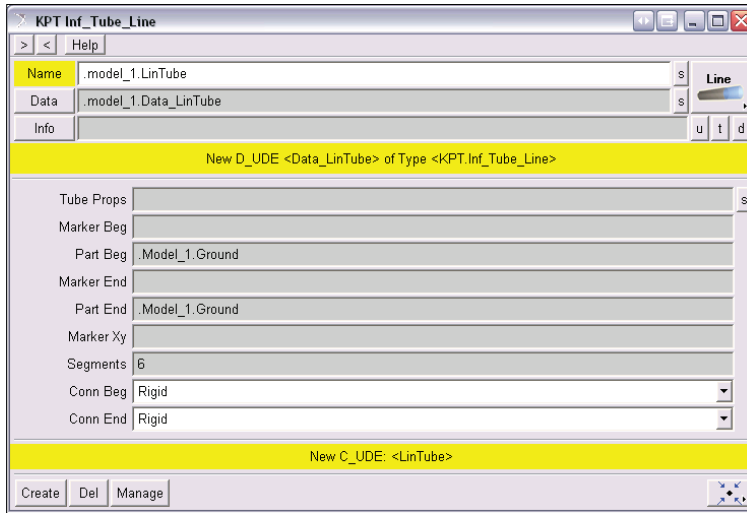 KPT Inf_Tube_Line
> < Help
Name .model_1.LinTube s Line
Data .model_1.Data_LinTube s
Info u t d
New D_UDE <Data_LinTube> of Type <KPT.Inf_Tube_Line>
Tube Props s
Marker Beg
Part Beg .Model_1.Ground
Marker End
Part End .Model_1.Ground
Marker Xy
Segments 6
Conn Beg Rigid
Conn End Rigid
New C_UDE: <LinTube>
Create Del Manage